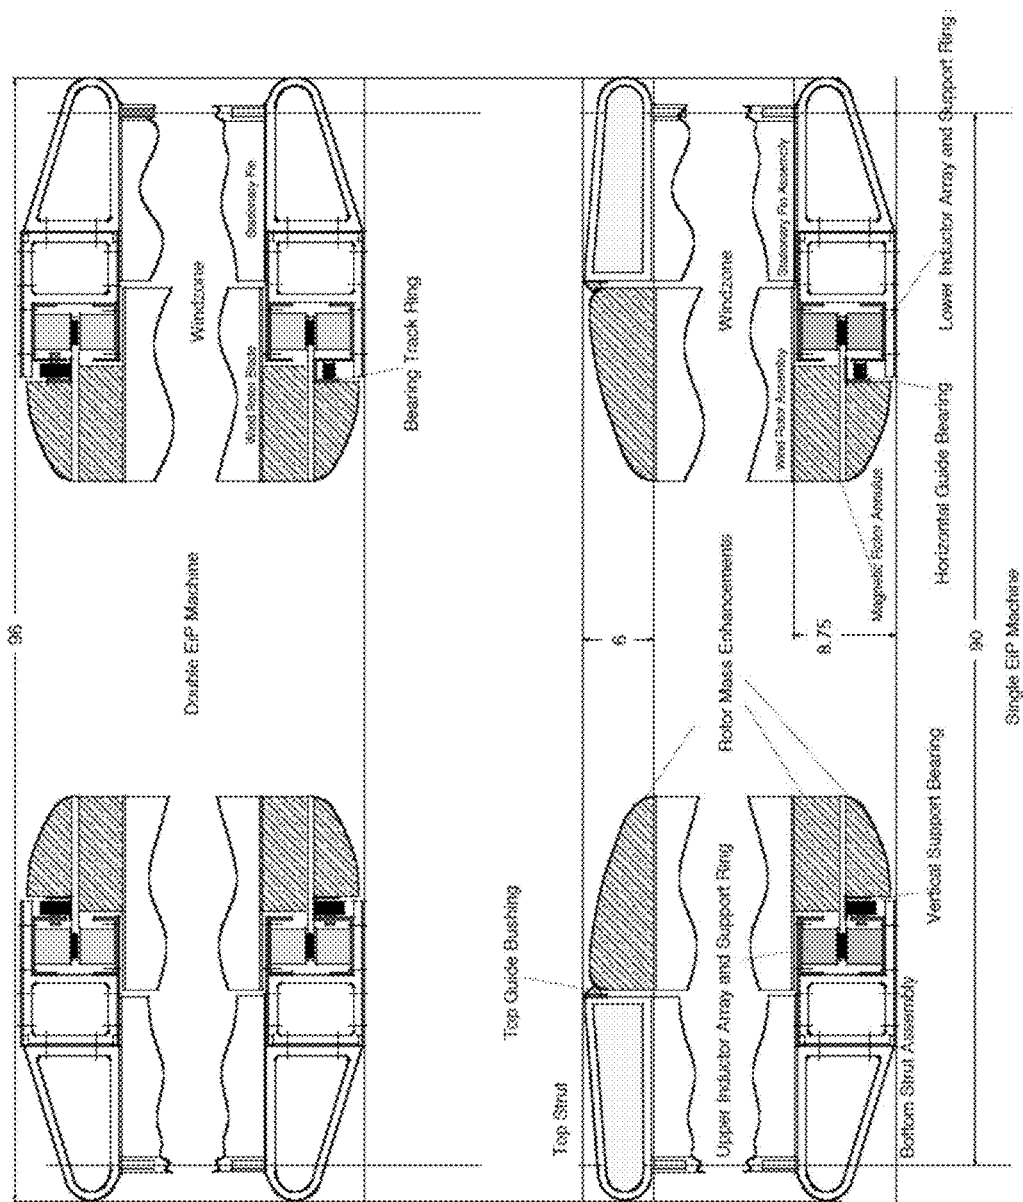 96
Double EiP Machine
Windzone
Stationary Fin
Wind Rotor Blade
Bearing Track Ring
Top Guide Bushing
Top Strut
6
Rotor Mass Enhancements
Windzone
Stationary Fin Assembly
Wind Rotor Assembly
Upper Inductor Array and Support Ring
8.75
Magnetic Rotor Annulus
Lower Inductor Array and Support Ring
Bottom Strut Assembly
Vertical Support Bearing
Horizontal Guide Bearing
90
Single EiP Machine